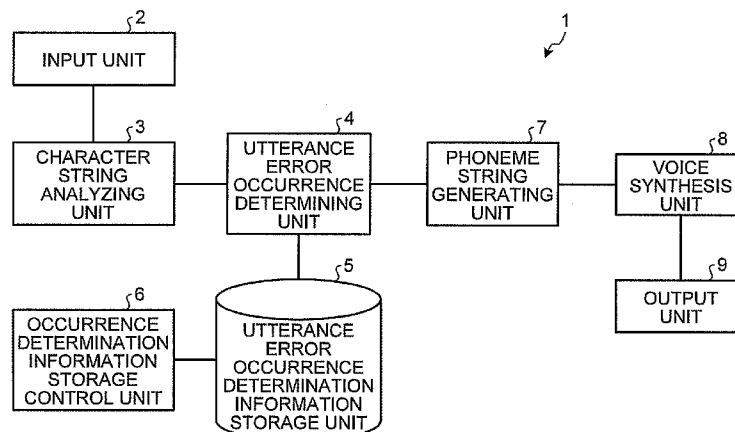 1
2
INPUT UNIT
3
CHARACTER
STRING
ANALYZING
UNIT
4
UTTERANCE
ERROR
OCCURRENCE
DETERMINING
UNIT
7
PHONEME
STRING
GENERATING
UNIT
8
VOICE
SYNTHESIS
UNIT
9
OUTPUT
UNIT
6
OCCURRENCE
DETERMINATION
INFORMATION
STORAGE
CONTROL UNIT
5
UTTERANCE
ERROR
OCCURRENCE
DETERMINATION
INFORMATION
STORAGE UNIT